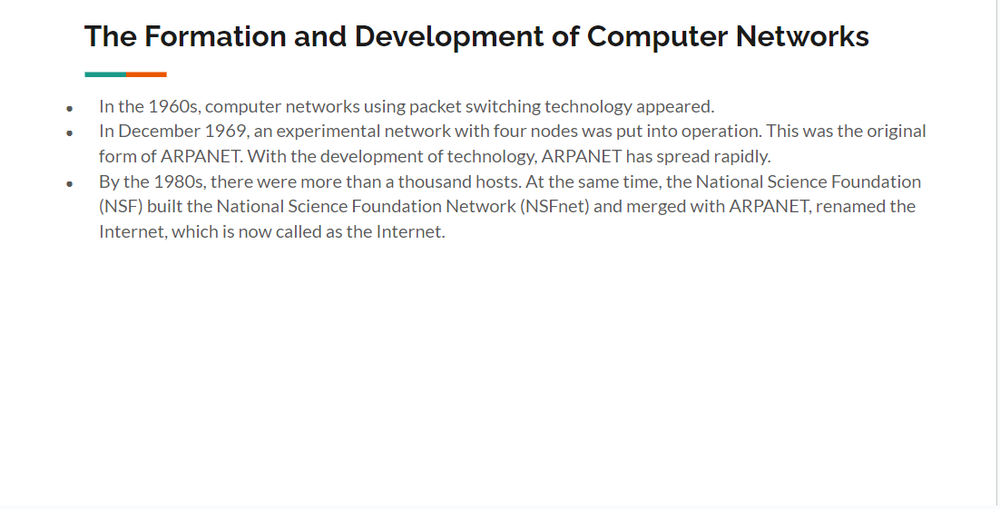 The Formation and Development of Computer Networks
● In the 1960s, computer networks using packet switching technology appeared.
● In December 1969, an experimental network with four nodes was put into operation. This was the original
form of ARPANET. With the development of technology, ARPANET has spread rapidly.
● By the 1980s, there were more than a thousand hosts. At the same time, the National Science Foundation
(NSF) built the National Science Foundation Network (NSFnet) and merged with ARPANET, renamed the
Internet, which is now called as the Internet.